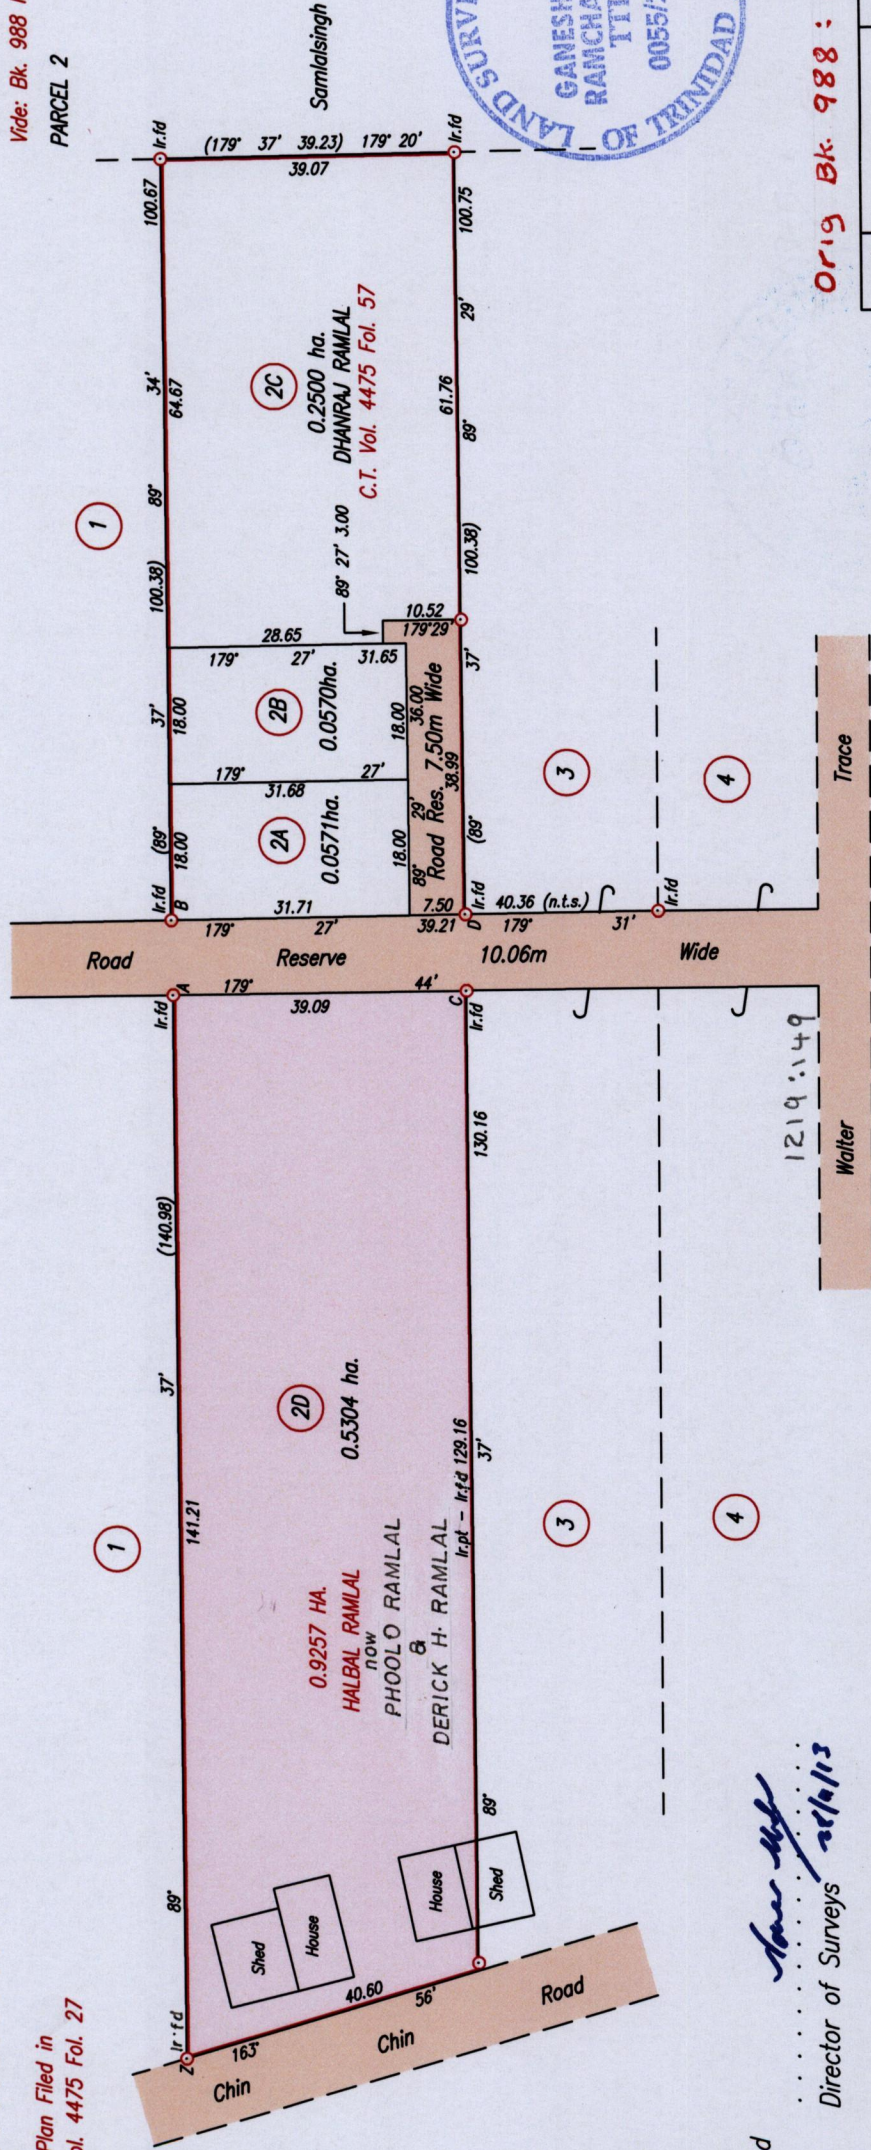 Vide: Bk. 988
PARCEL 2
Plan Filed in
Vol. 4475 Fol. 27
1
1
Z
Ir.fd
89°
141.21
37'
(140.98)
Ir.fd
A
Ir.fd
B
(89°
18.00
37'
18.00
100.38)
89°
64.67
34'
100.67
Ir.fd
Samlalsingh
(179° 37' 39.23) 179° 20'
39.07
Ir.fd
2C
0.2500 ha.
DHANRAJ RAMLAL
C.T. Vol. 4475 Fol. 57
89° 27' 3.00
28.65
179° 27'
31.65
2B
0.0570ha.
18.00
179° 27'
31.68
2A
0.0571ha.
18.00
31.71
179° 27'
7.50
39.21
89° 29' 36.00
Road Res. 7.50m Wide
38.99
10.52
179°29'
(89°
37'
100.38)
89°
61.76
29'
100.75
Ir.fd
D
Road Reserve 10.06m Wide
179° 44'
39.09
C
Ir.fd
40.36 (n.t.s.)
179° 31'
Ir.fd
2D
0.5304 ha.
0.9257 HA.
HALBAL RAMLAL
now
PHOOLO RAMLAL
&
DERICK H. RAMLAL
Ir.pt - Ir.fd 129.16
89°
37'
130.16
Shed
House
House
Shed
163° 56'
40.60
Chin Chin Road
3
3
4
4
1219:149
Walter Trace
LAND SURV
OF TRINIDAD
GANESH
RAMCHA
TT
0055/
Orig Bk. 988:
Director of Surveys